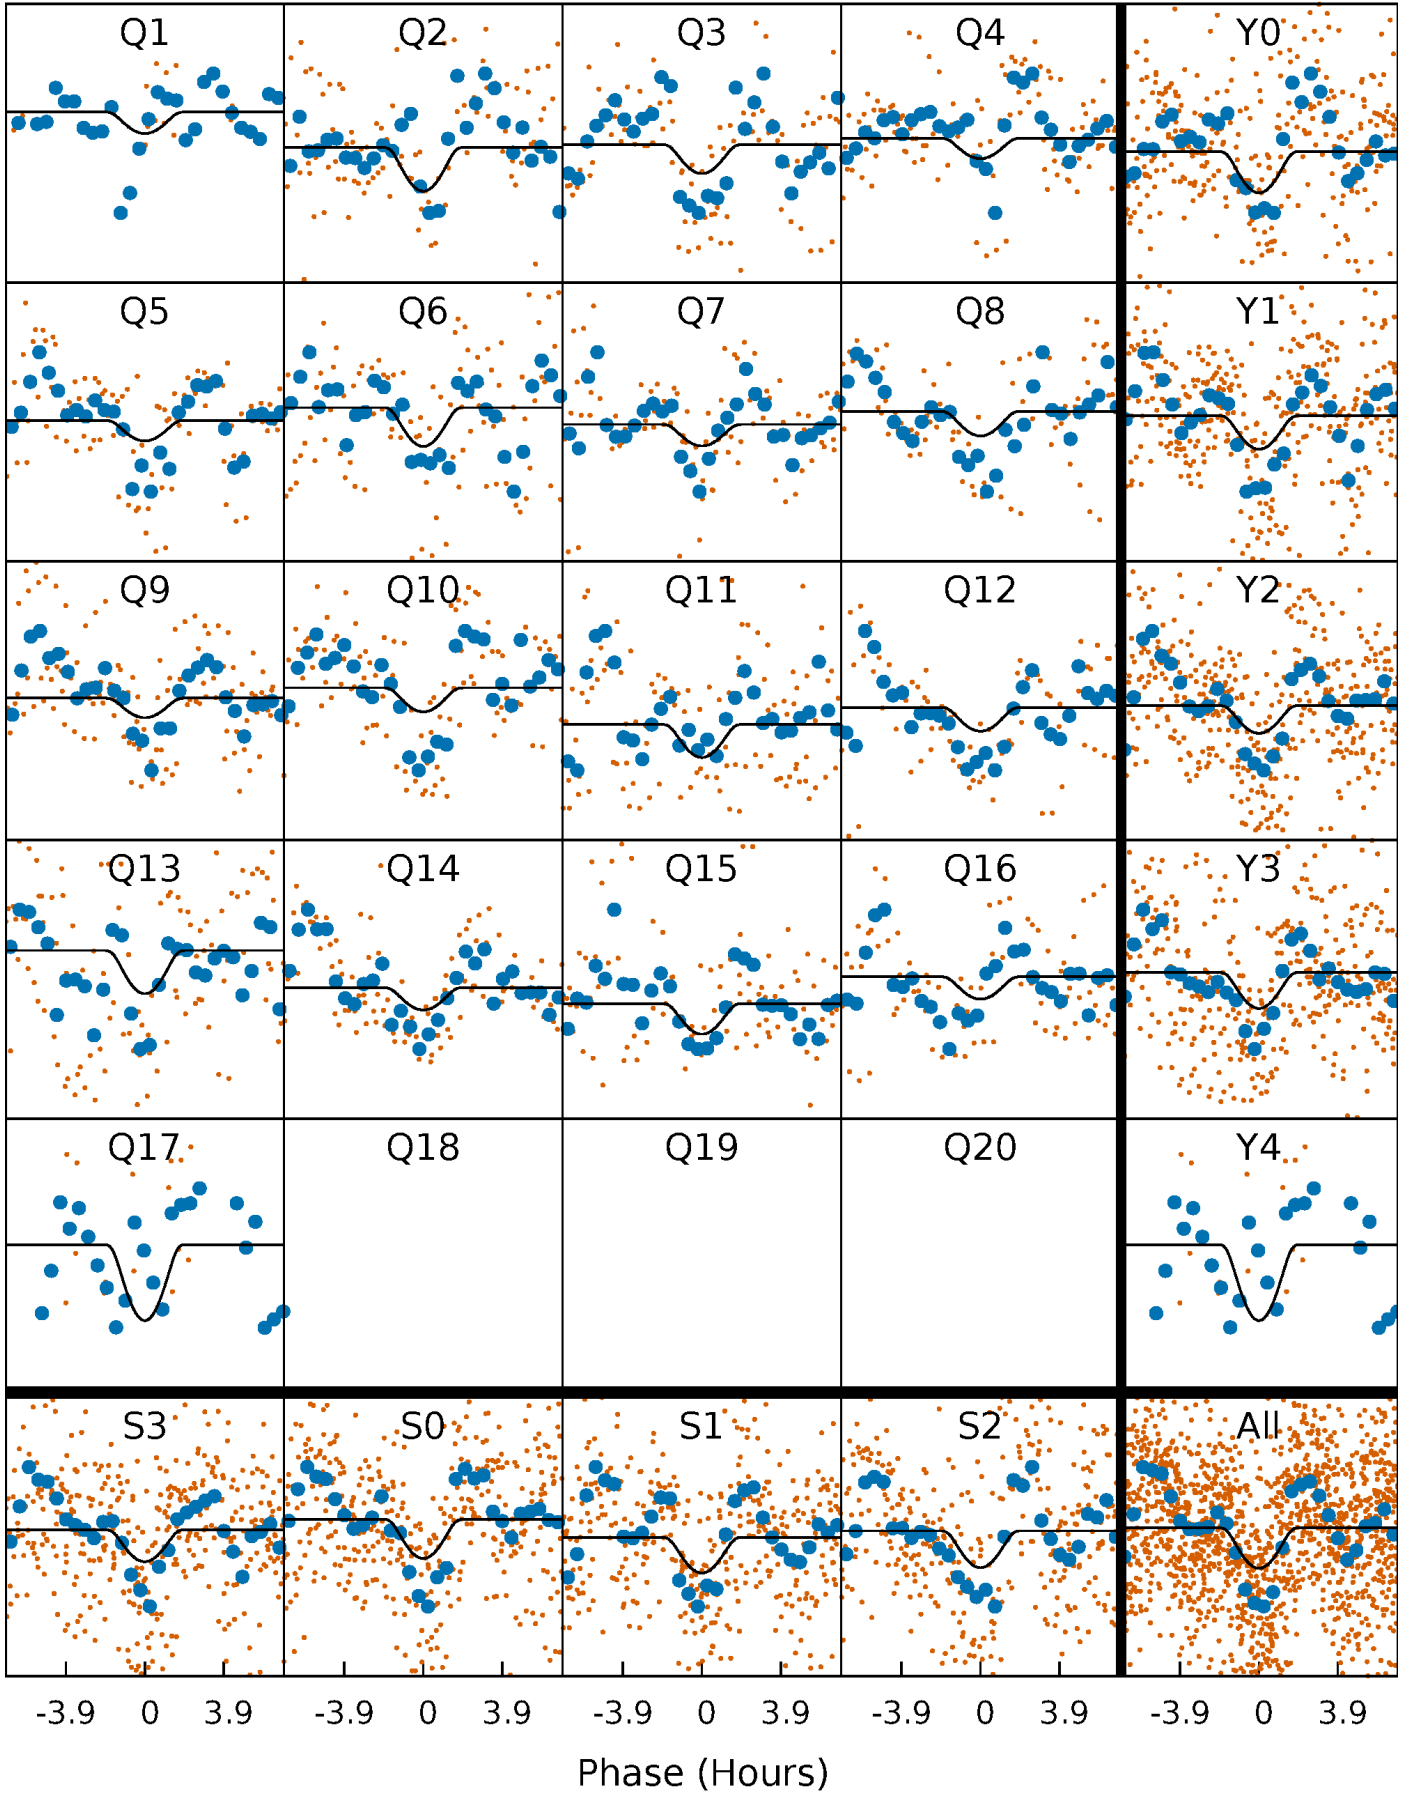 Q1 Q2 Q3 Q4 Y0
Q5 Q6 Q7 Q8 Y1
Q9 Q10 Q11 Q12 Y2
Q13 Q14 Q15 Q16 Y3
Q17 Q18 Q19 Q20 Y4
S3 S0 S1 S2 All
-3.9 0 3.9 -3.9 0 3.9 -3.9 0 3.9 -3.9 0 3.9 -3.9 0 3.9
Phase (Hours)